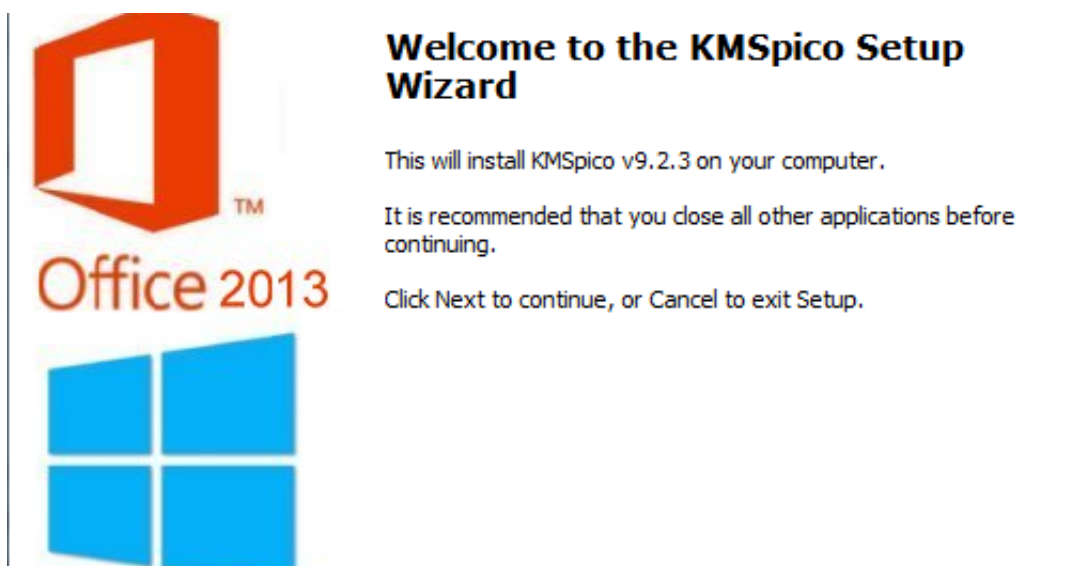 Welcome to the KMSpico Setup
Wizard
This will install KMSpico v9.2.3 on your computer.
It is recommended that you close all other applications before
continuing.
Click Next to continue, or Cancel to exit Setup.
TM
Office 2013